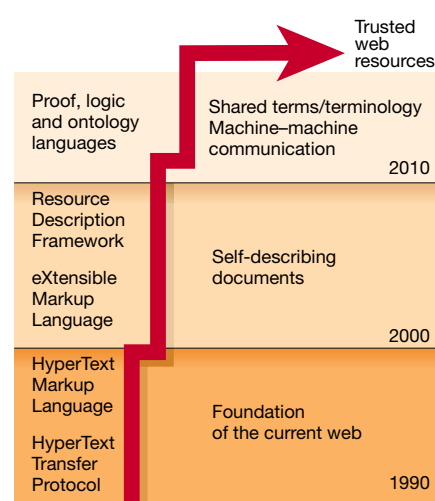 Trusted
web
resources
Proof, logic
and ontology
languages
Shared terms/terminology
Machine–machine
communication
2010
Resource
Description
Framework
eXtensible
Markup
Language
Self-describing
documents
2000
HyperText
Markup
Language
HyperText
Transfer
Protocol
Foundation
of the current web
1990